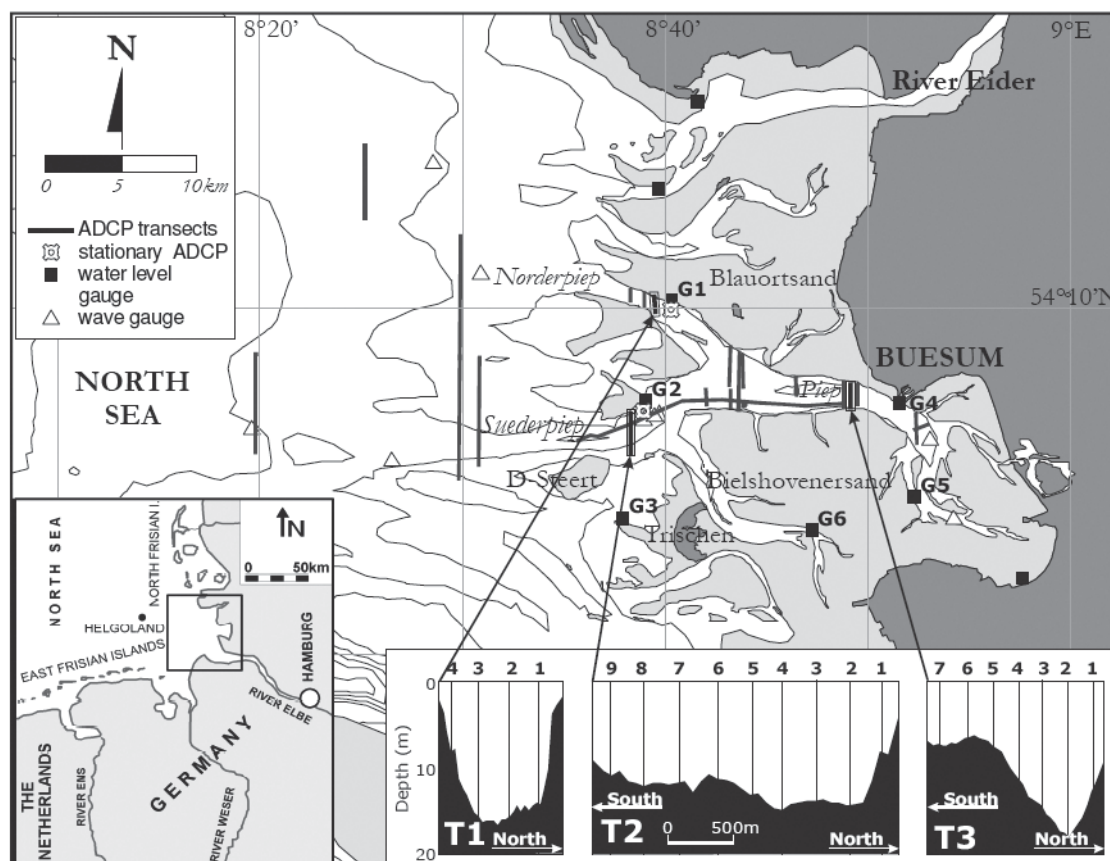 8°20'
8°40'
9°E
N
0 5 10 km
ADCP transects
stationary ADCP
water level
gauge
wave gauge
River Eider
Norderpiep
G1
Blauortsand
54°10'N
NORTH
SEA
BUESUM
G2
Piep
G4
Suederpiep
D-Steert
Bielshovenersand
G5
G3
Trischen
G6
N
0 50km
NORTH SEA
NORTH FRISIAN I.
HELGOLAND
EAST FRISIAN ISLANDS
HAMBURG
RIVER ELBE
GERMANY
THE
NETHERLANDS
RIVER EMS
RIVER WESER
4 3 2 1
9 8 7 6 5 4 3 2 1
7 6 5 4 3 2 1
Depth (m)
0
10
20
T1
North
South
T2
0 500m
North
South
T3
North